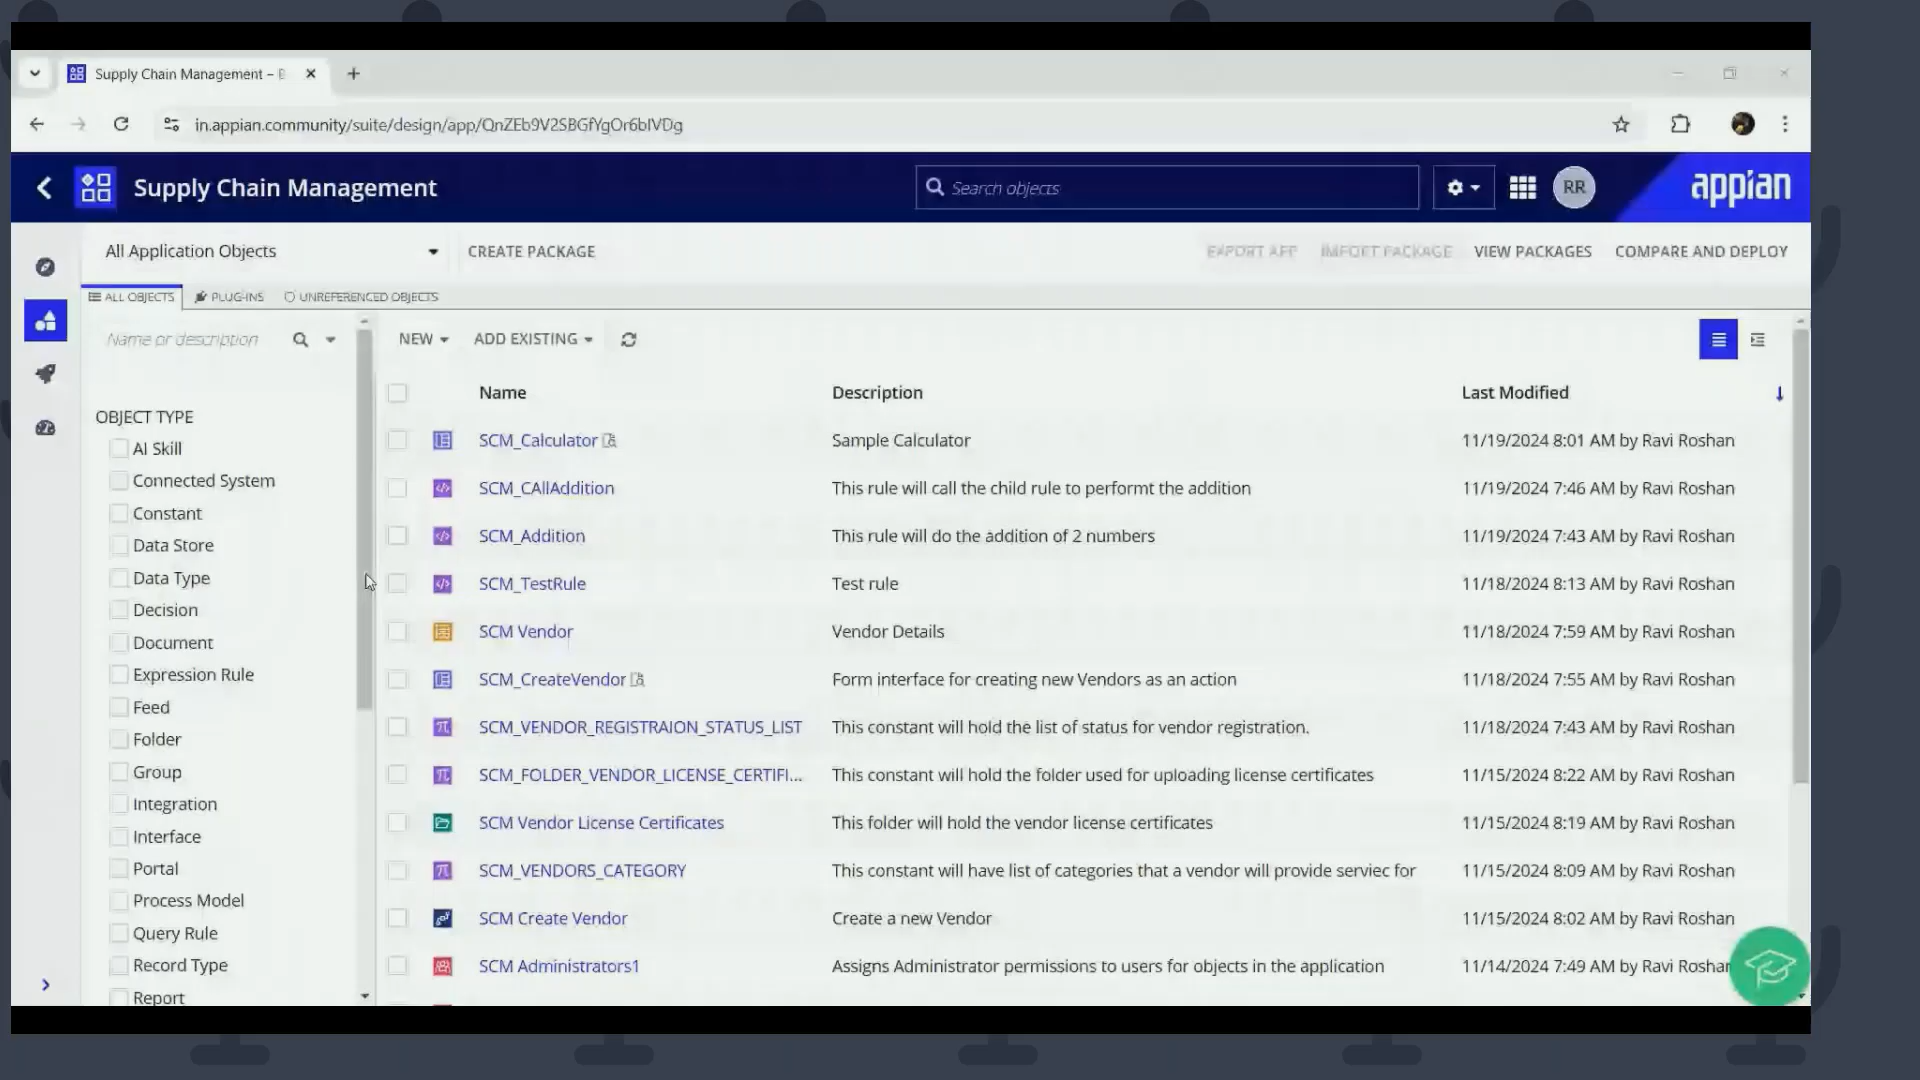 Supply Chain Management –
in.appian.community/suite/design/app/QnZEb9V2SBGfYgOr6bIVDg
Supply Chain Management
Search objects
RR
appian
All Application Objects
CREATE PACKAGE
EXPORT APP
IMPORT PACKAGE
VIEW PACKAGES
COMPARE AND DEPLOY
ALL OBJECTS
PLUG-INS
UNREFERENCED OBJECTS
Name or description
NEW
ADD EXISTING
OBJECT TYPE
AI Skill
Connected System
Constant
Data Store
Data Type
Decision
Document
Expression Rule
Feed
Folder
Group
Integration
Interface
Portal
Process Model
Query Rule
Record Type
Report
Name Description Last Modified
SCM_Calculator Sample Calculator 11/19/2024 8:01 AM by Ravi Roshan
SCM_CAllAddition This rule will call the child rule to performt the addition 11/19/2024 7:46 AM by Ravi Roshan
SCM_Addition This rule will do the addition of 2 numbers 11/19/2024 7:43 AM by Ravi Roshan
SCM_TestRule Test rule 11/18/2024 8:13 AM by Ravi Roshan
SCM Vendor Vendor Details 11/18/2024 7:59 AM by Ravi Roshan
SCM_CreateVendor Form interface for creating new Vendors as an action 11/18/2024 7:55 AM by Ravi Roshan
SCM_VENDOR_REGISTRAION_STATUS_LIST This constant will hold the list of status for vendor registration. 11/18/2024 7:43 AM by Ravi Roshan
SCM_FOLDER_VENDOR_LICENSE_CERTIFI... This constant will hold the folder used for uploading license certificates 11/15/2024 8:22 AM by Ravi Roshan
SCM Vendor License Certificates This folder will hold the vendor license certificates 11/15/2024 8:19 AM by Ravi Roshan
SCM_VENDORS_CATEGORY This constant will have list of categories that a vendor will provide serviec for 11/15/2024 8:09 AM by Ravi Roshan
SCM Create Vendor Create a new Vendor 11/15/2024 8:02 AM by Ravi Roshan
SCM Administrators1 Assigns Administrator permissions to users for objects in the application 11/14/2024 7:49 AM by Ravi Roshan